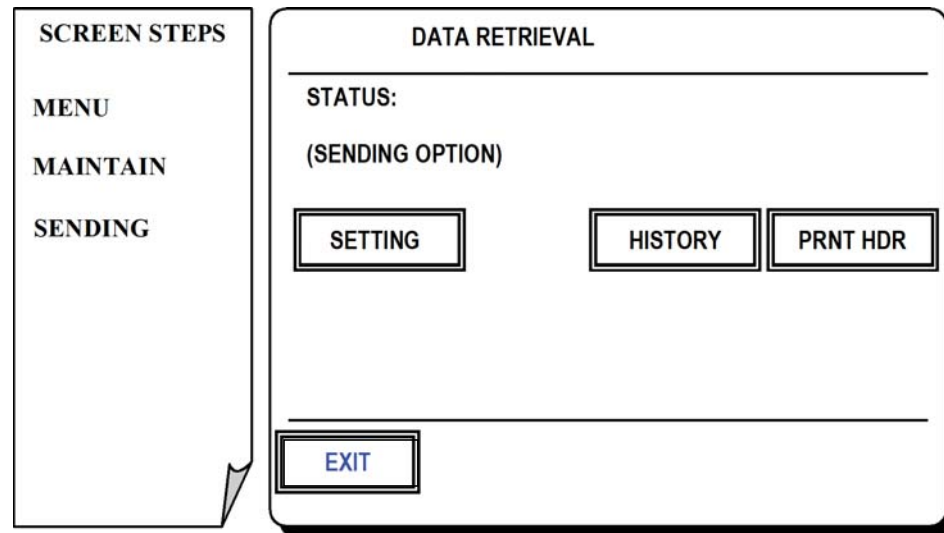 SCREEN STEPS
MENU
MAINTAIN
SENDING
DATA RETRIEVAL
STATUS:
(SENDING OPTION)
SETTING
HISTORY
PRNT HDR
EXIT